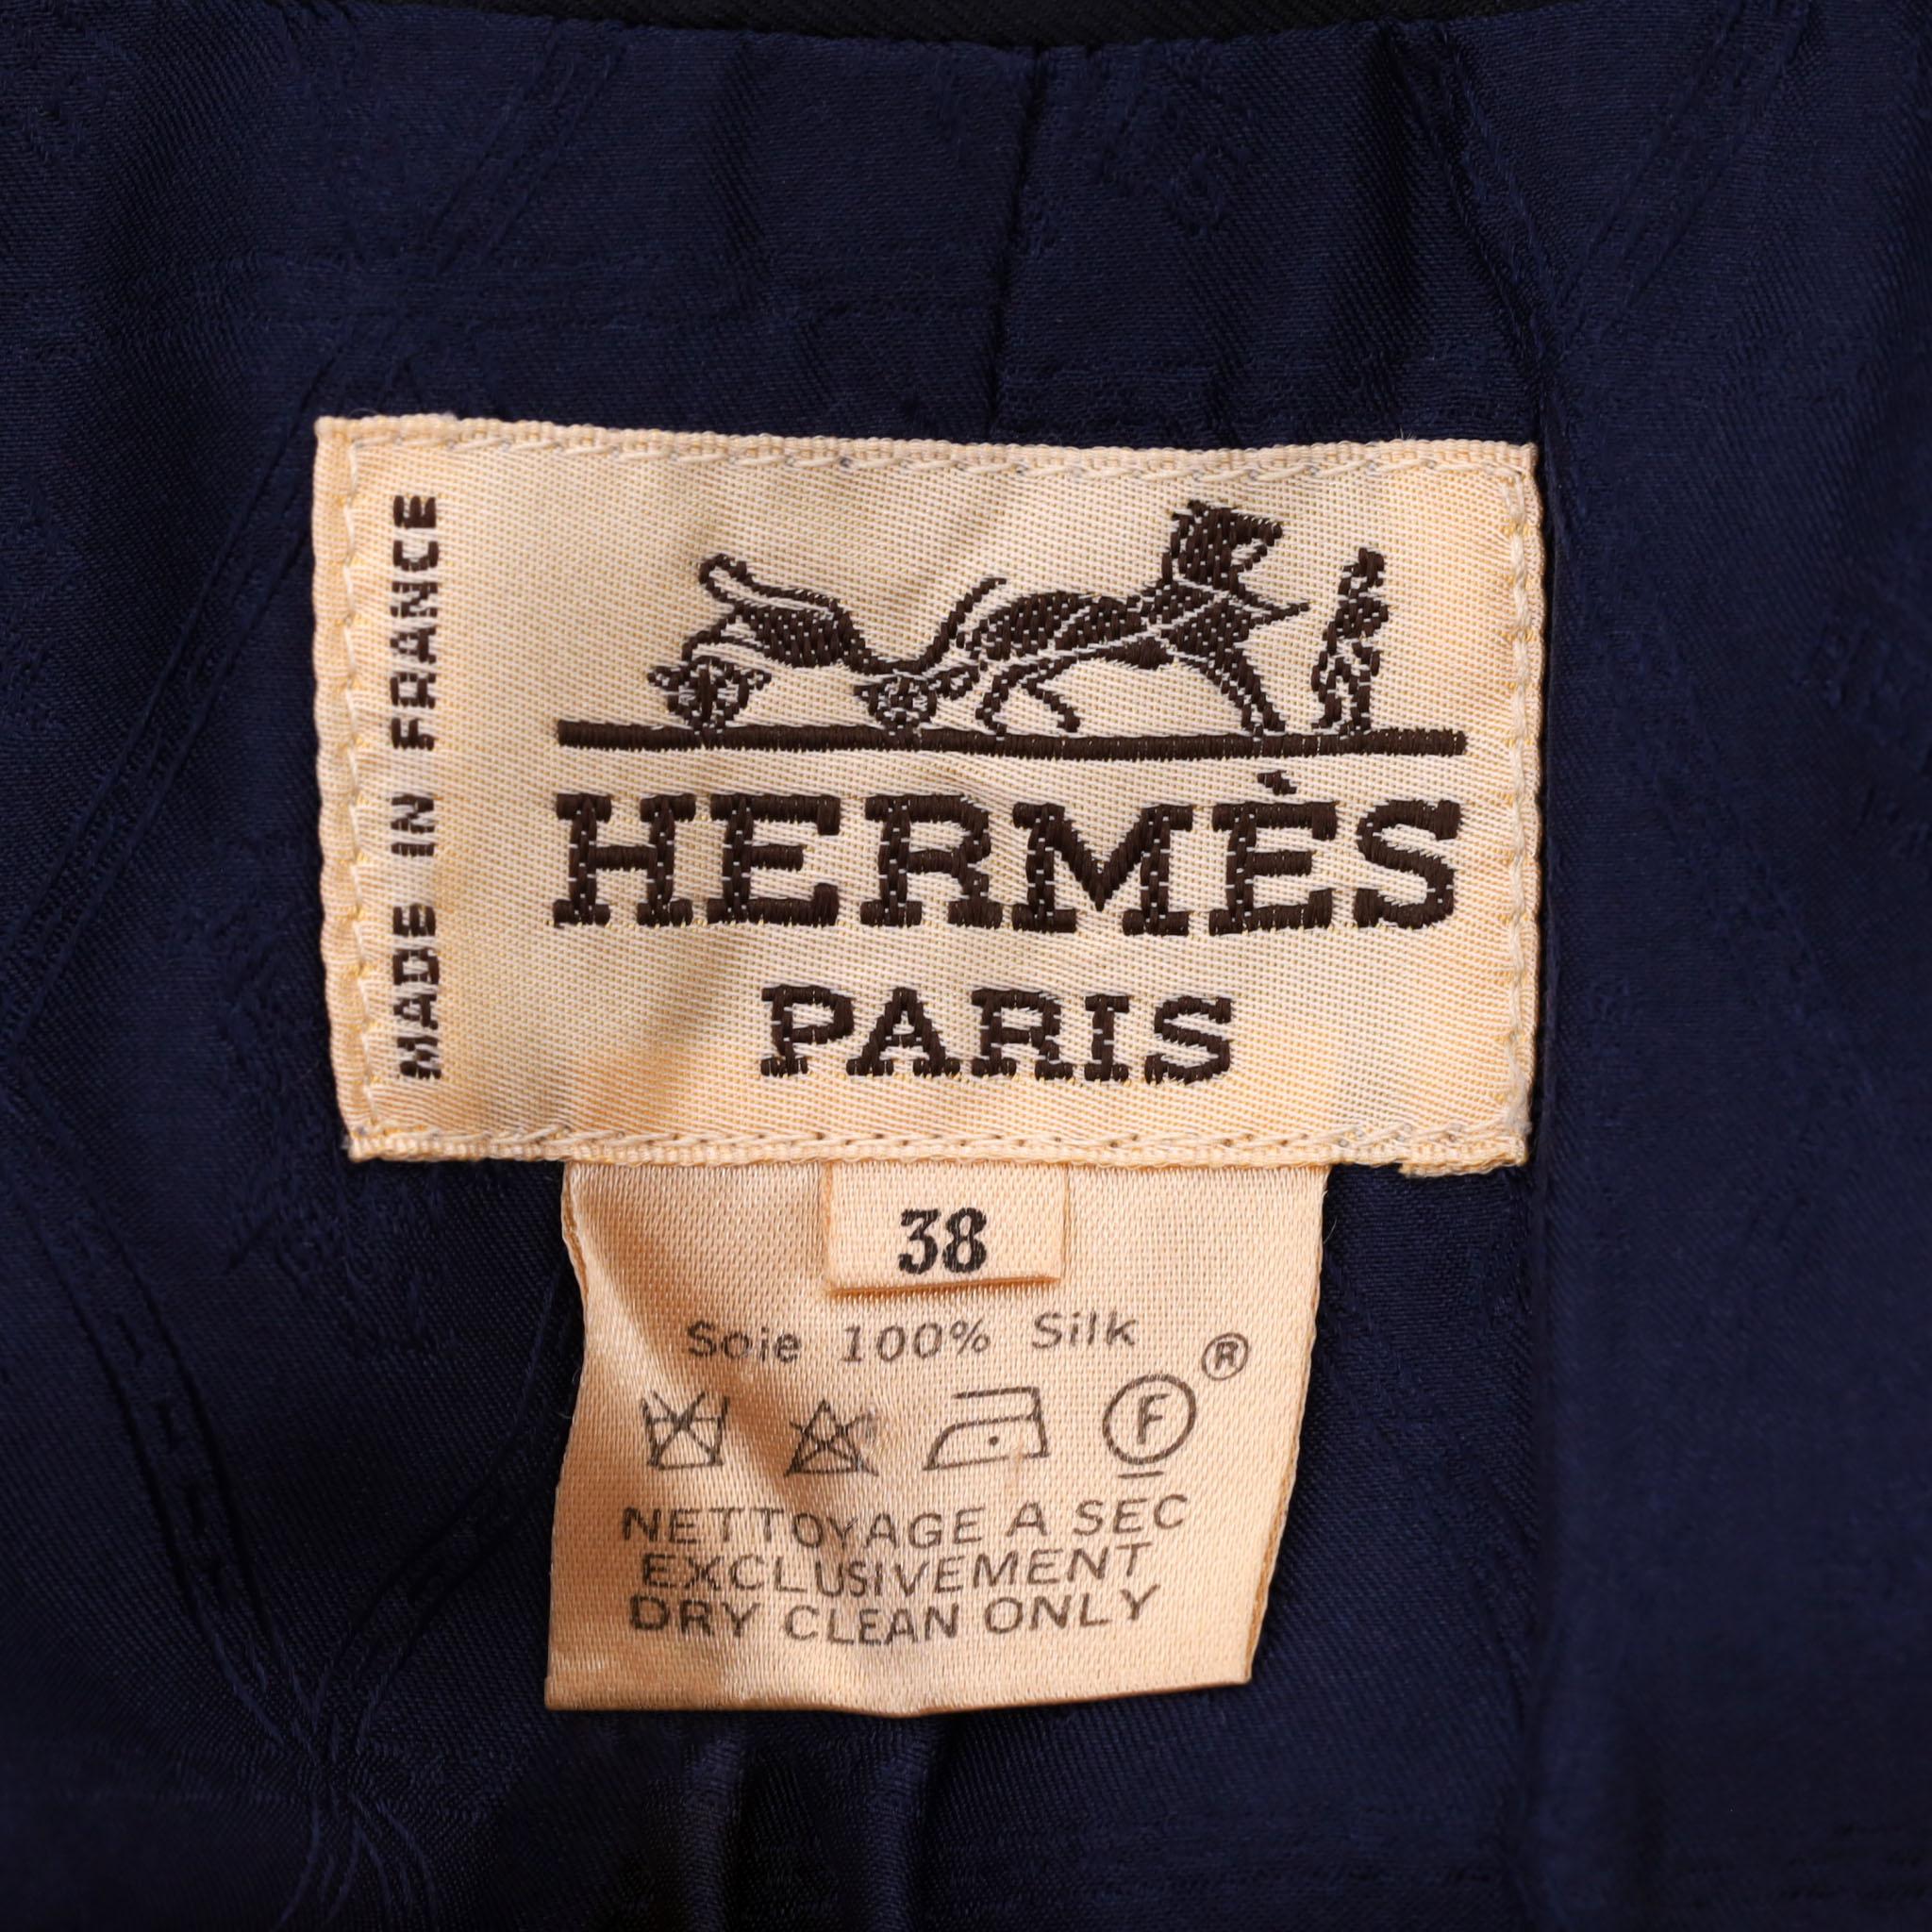 MADE IN FRANCE
HERMÈS
PARIS
38
Soie 100% Silk
®
F
NETTOYAGE A SEC
EXCLUSIVEMENT
DRY CLEAN ONLY